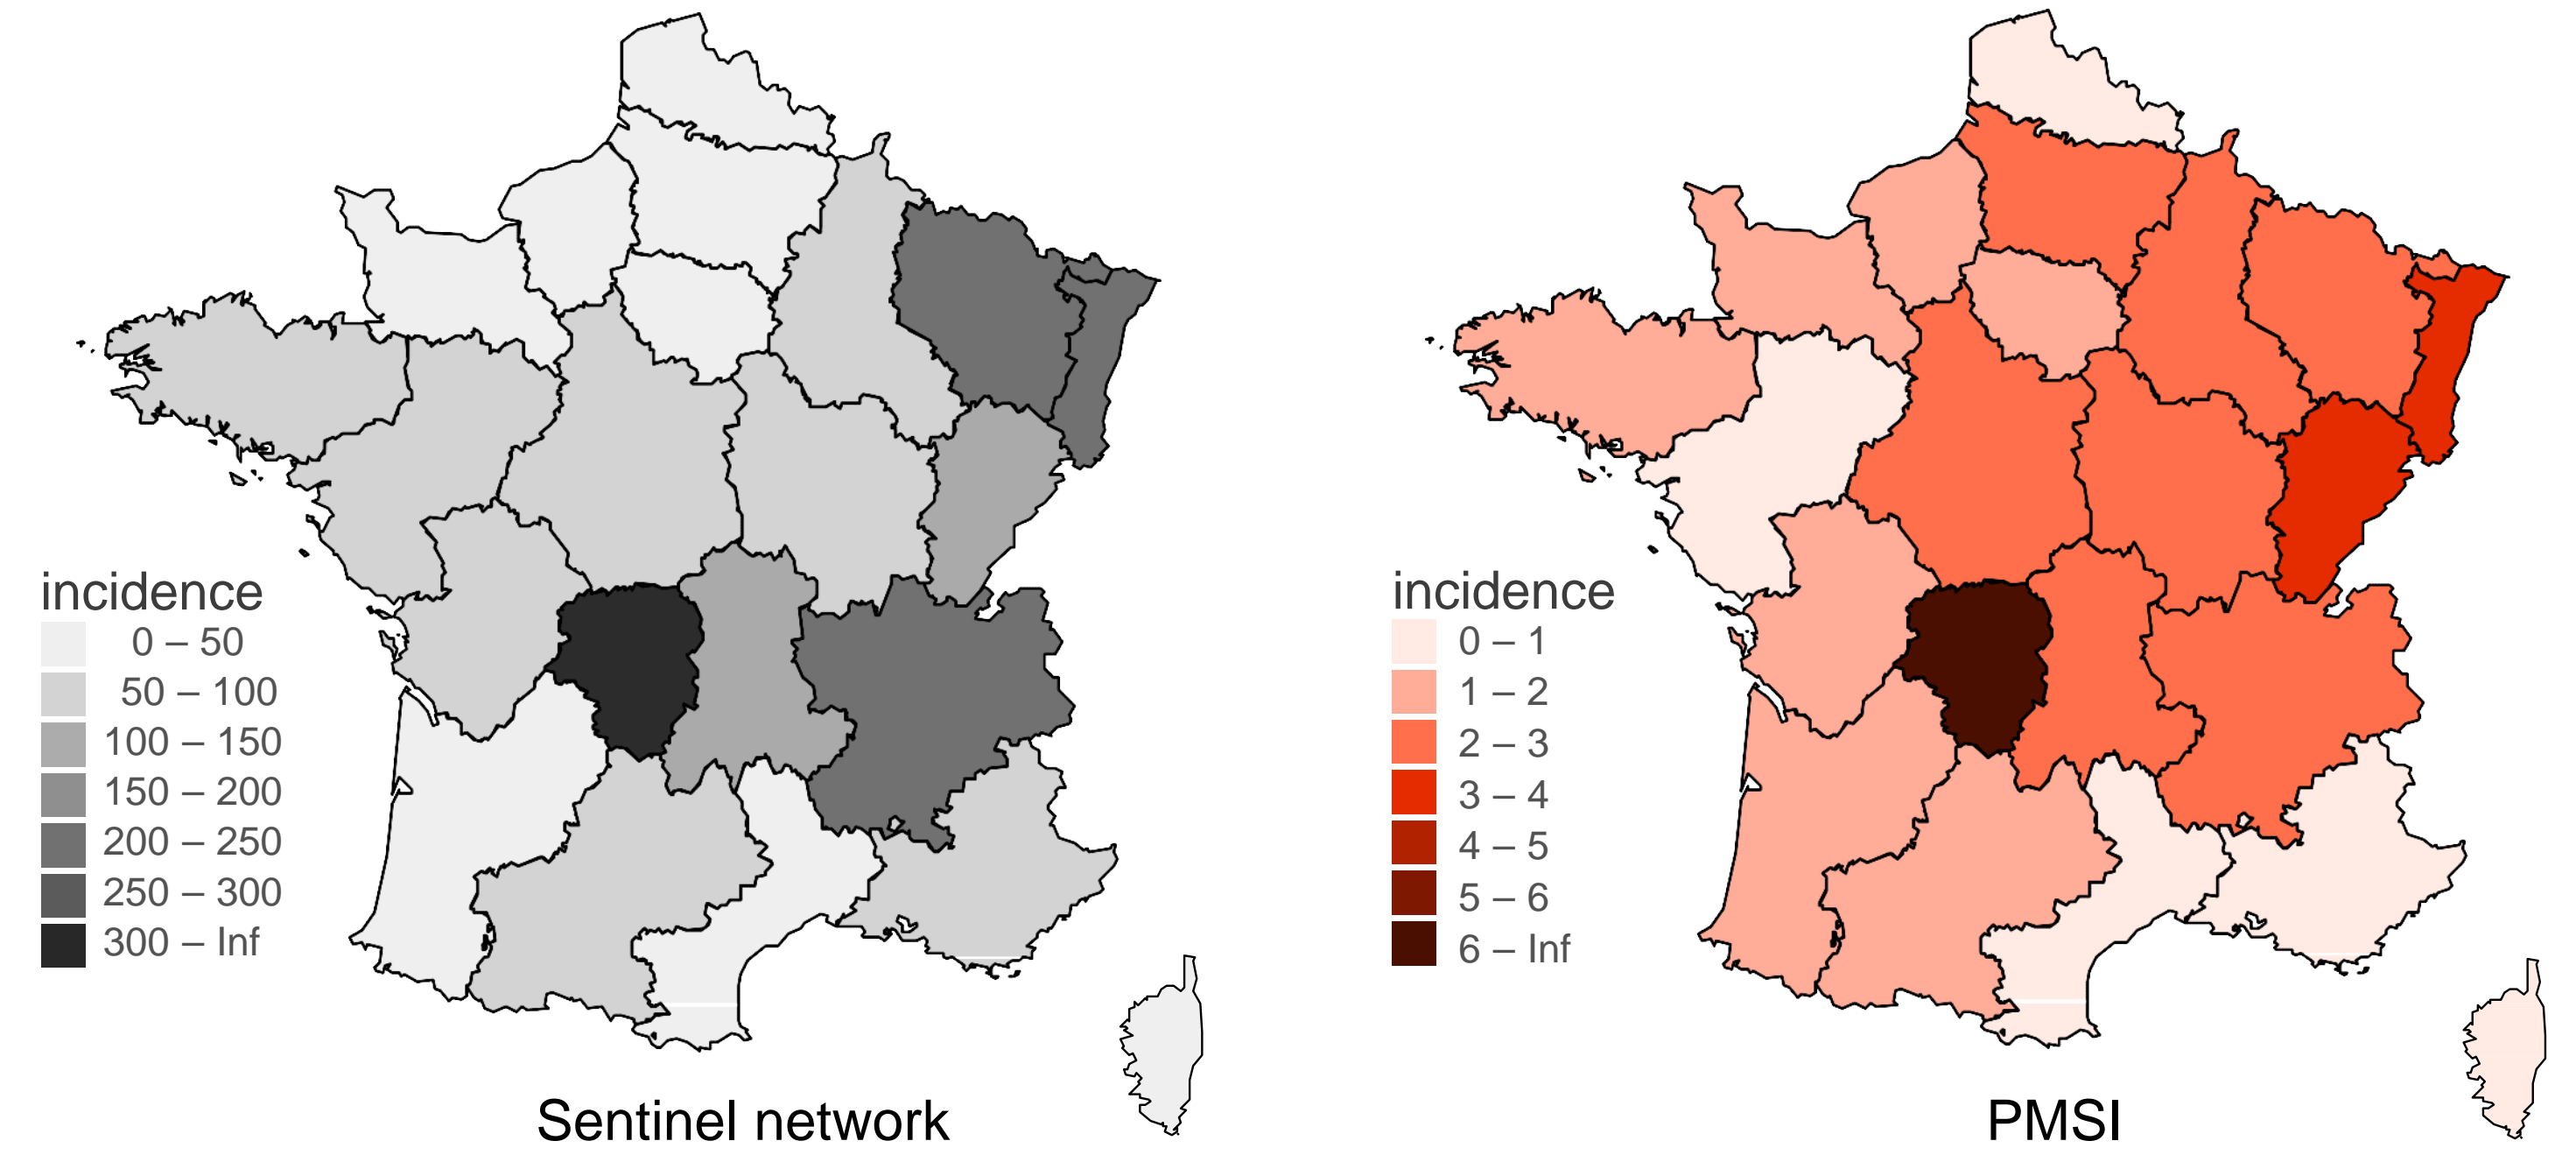 incidence
0 – 50
50 – 100
100 – 150
150 – 200
200 – 250
250 – 300
300 – Inf
Sentinel network
incidence
0 – 1
1 – 2
2 – 3
3 – 4
4 – 5
5 – 6
6 – Inf
PMSI